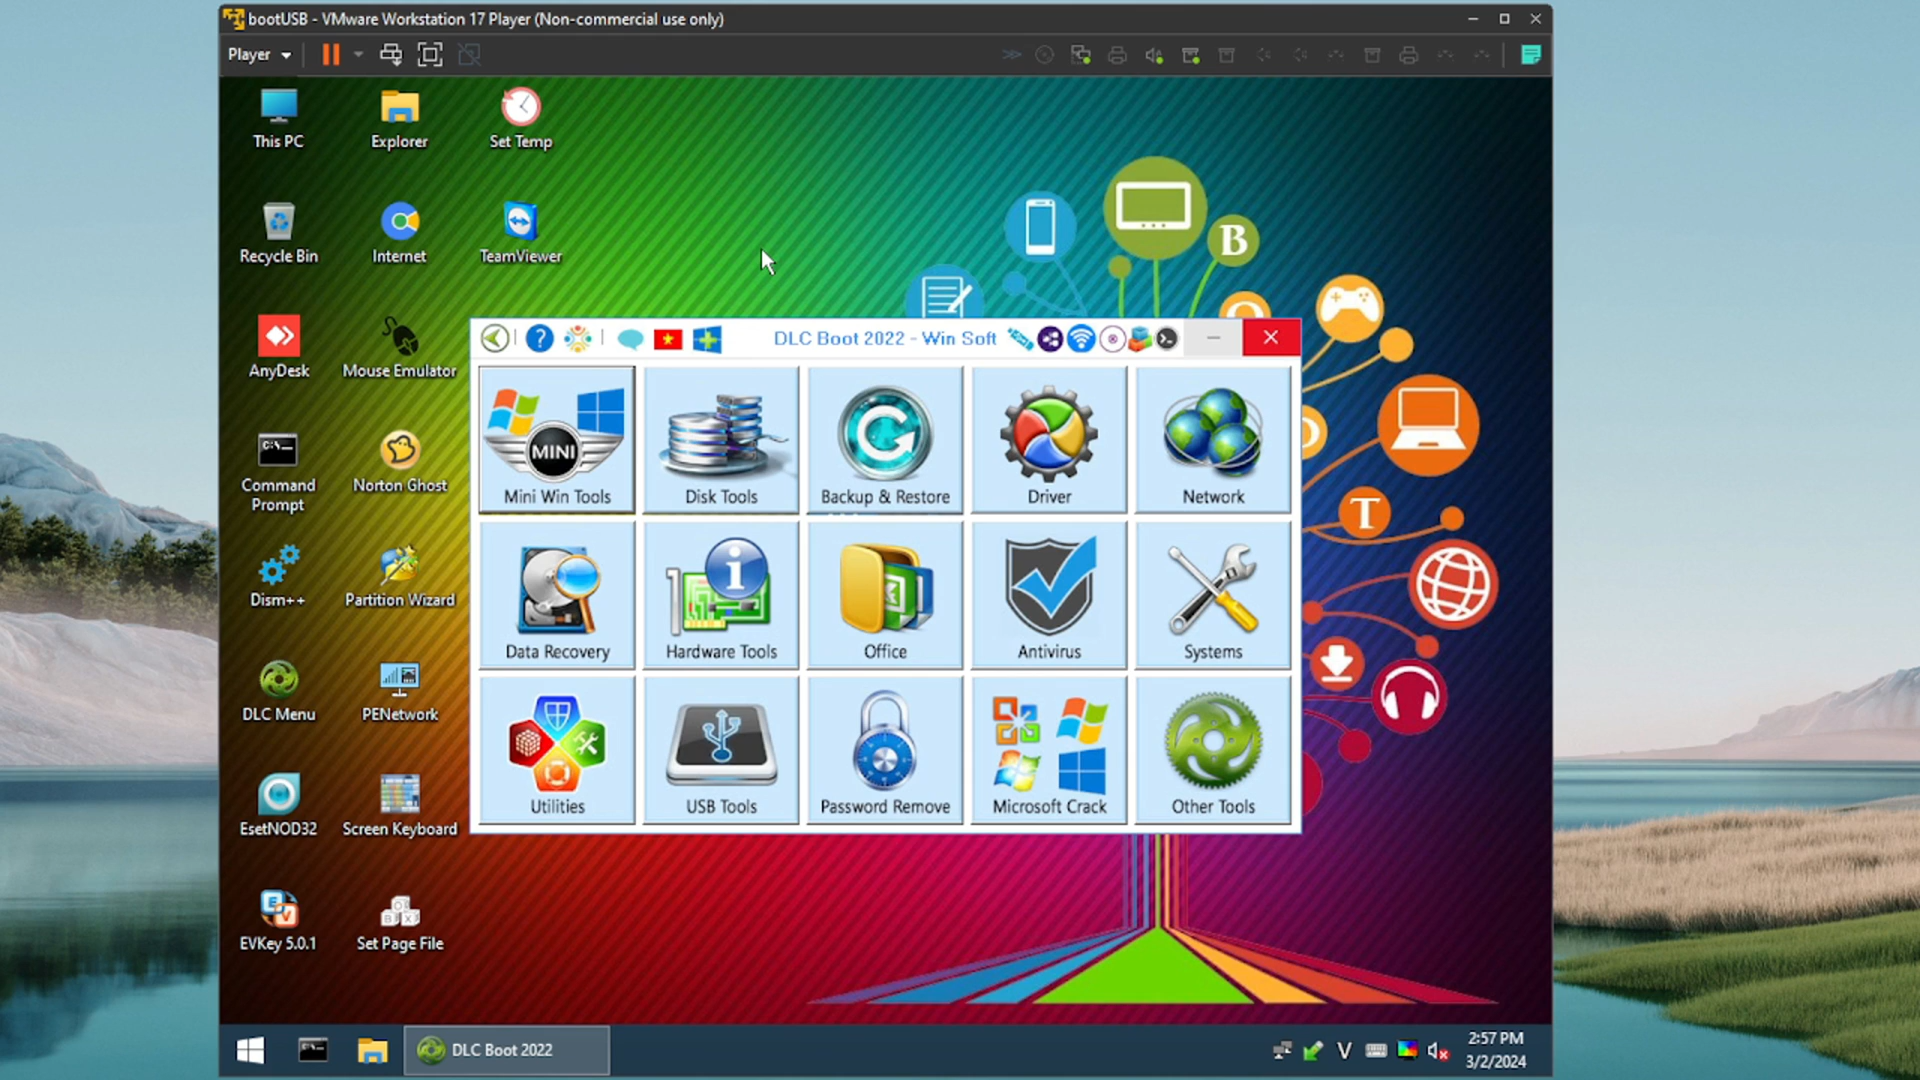 bootUSB - VMware Workstation 17 Player (Non-commercial use only)
Player
This PC
Explorer
Set Temp
Recycle Bin
Internet
TeamViewer
B
DLC Boot 2022 - Win Soft
AnyDesk
Mouse Emulator
MINI
Mini Win Tools
Disk Tools
Backup & Restore
Driver
Network
Command
Prompt
Norton Ghost
T
Dism++
Partition Wizard
Data Recovery
Hardware Tools
Office
Antivirus
Systems
DLC Menu
PENetwork
Utilities
USB Tools
Password Remove
Microsoft Crack
Other Tools
EsetNOD32
Screen Keyboard
EVKey 5.0.1
Set Page File
DLC Boot 2022
V
2:57 PM
3/2/2024